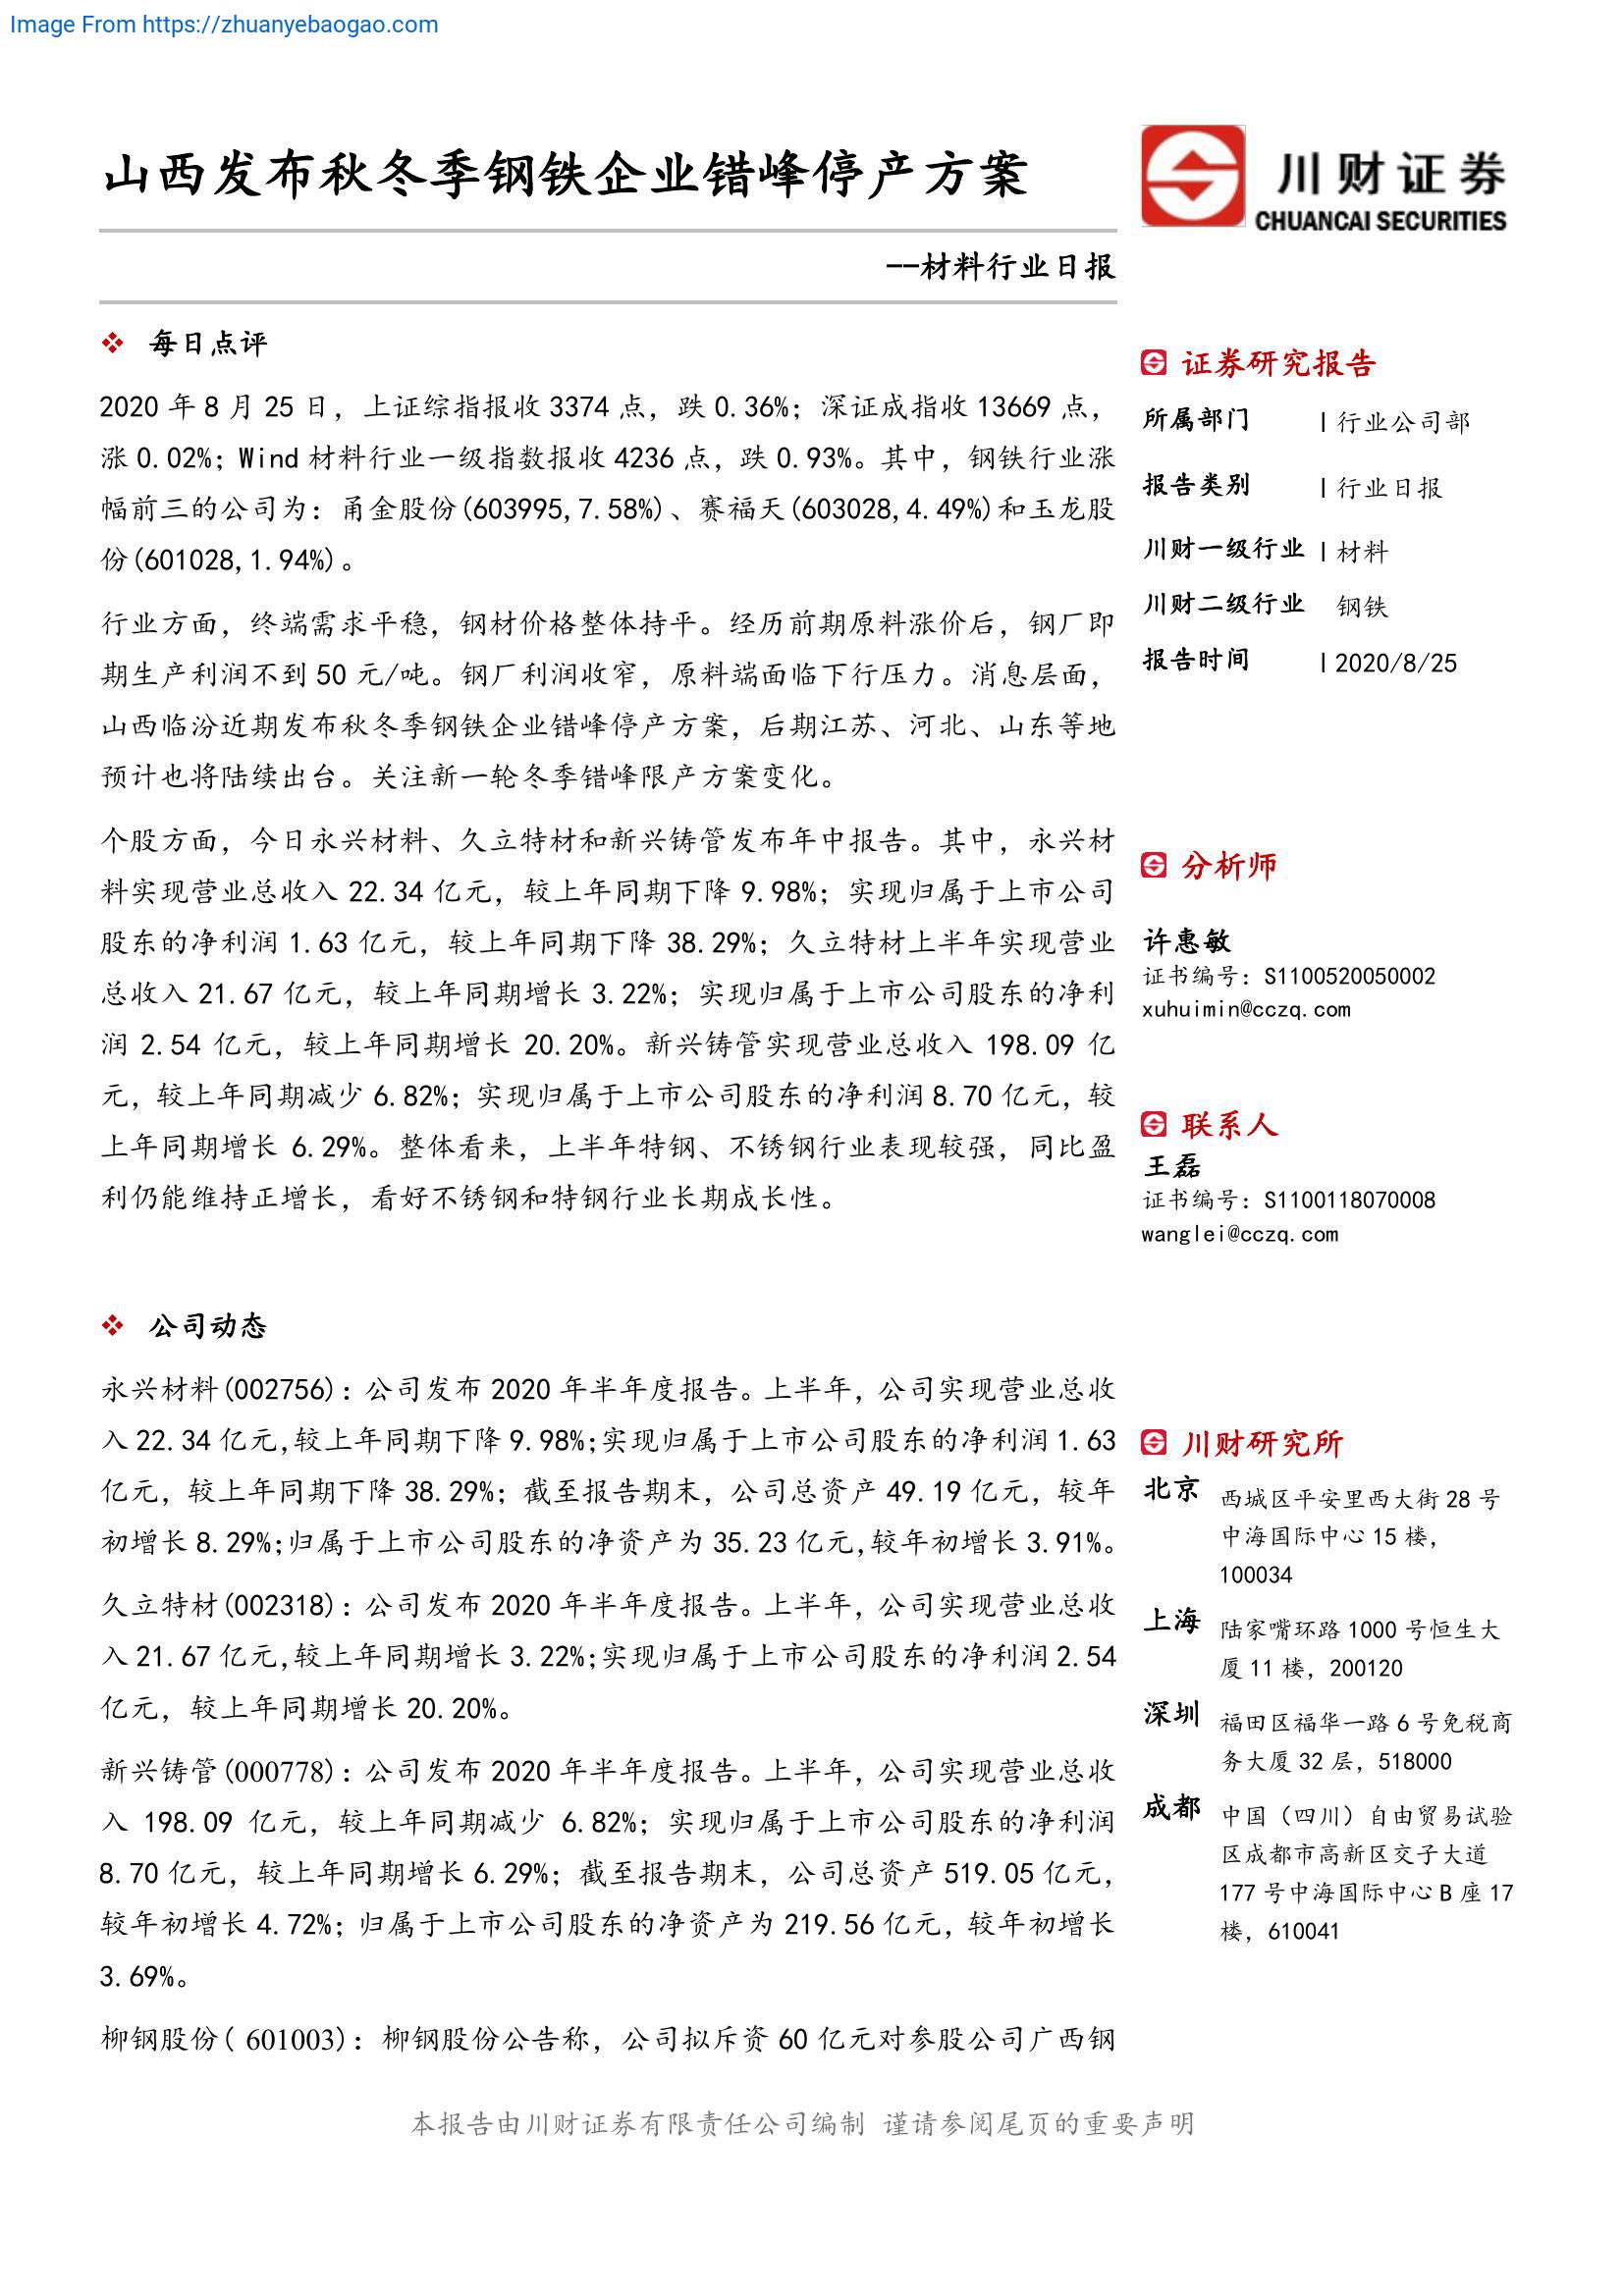 Image From https://zhuanyebaogao.com
山西发布秋冬季钢铁企业错峰停产方案
川财证券
CHUANCAI SECURITIES
--材料行业日报
每日点评
2020 年 8 月 25 日，上证综指报收 3374 点，跌 0.36%；深证成指收 13669 点，
涨 0.02%；Wind 材料行业一级指数报收 4236 点，跌 0.93%。其中，钢铁行业涨
幅前三的公司为：甬金股份(603995,7.58%)、赛福天(603028,4.49%)和玉龙股
份(601028,1.94%)。
行业方面，终端需求平稳，钢材价格整体持平。经历前期原料涨价后，钢厂即
期生产利润不到 50 元/吨。钢厂利润收窄，原料端面临下行压力。消息层面，
山西临汾近期发布秋冬季钢铁企业错峰停产方案，后期江苏、河北、山东等地
预计也将陆续出台。关注新一轮冬季错峰限产方案变化。
个股方面，今日永兴材料、久立特材和新兴铸管发布年中报告。其中，永兴材
料实现营业总收入 22.34 亿元，较上年同期下降 9.98%；实现归属于上市公司
股东的净利润 1.63 亿元，较上年同期下降 38.29%；久立特材上半年实现营业
总收入 21.67 亿元，较上年同期增长 3.22%；实现归属于上市公司股东的净利
润 2.54 亿元，较上年同期增长 20.20%。新兴铸管实现营业总收入 198.09 亿
元，较上年同期减少 6.82%；实现归属于上市公司股东的净利润 8.70 亿元，较
上年同期增长 6.29%。整体看来，上半年特钢、不锈钢行业表现较强，同比盈
利仍能维持正增长，看好不锈钢和特钢行业长期成长性。
公司动态
永兴材料(002756)：公司发布 2020 年半年度报告。上半年，公司实现营业总收
入 22.34 亿元,较上年同期下降 9.98%;实现归属于上市公司股东的净利润 1.63
亿元，较上年同期下降 38.29%；截至报告期末，公司总资产 49.19 亿元，较年
初增长 8.29%;归属于上市公司股东的净资产为 35.23 亿元,较年初增长 3.91%。
久立特材(002318)：公司发布 2020 年半年度报告。上半年，公司实现营业总收
入 21.67 亿元,较上年同期增长 3.22%;实现归属于上市公司股东的净利润 2.54
亿元，较上年同期增长 20.20%。
新兴铸管(000778)：公司发布 2020 年半年度报告。上半年，公司实现营业总收
入 198.09 亿元，较上年同期减少 6.82%；实现归属于上市公司股东的净利润
8.70 亿元，较上年同期增长 6.29%；截至报告期末，公司总资产 519.05 亿元，
较年初增长 4.72%；归属于上市公司股东的净资产为 219.56 亿元，较年初增长
3.69%。
柳钢股份( 601003)：柳钢股份公告称，公司拟斥资 60 亿元对参股公司广西钢
证券研究报告
所属部门 | 行业公司部
报告类别 | 行业日报
川财一级行业 | 材料
川财二级行业 钢铁
报告时间 | 2020/8/25
分析师
许惠敏
证书编号：S1100520050002
xuhuimin@cczq.com
联系人
王磊
证书编号：S1100118070008
wanglei@cczq.com
川财研究所
北京 西城区平安里西大街 28 号
中海国际中心 15 楼，
100034
上海 陆家嘴环路 1000 号恒生大
厦 11 楼，200120
深圳 福田区福华一路 6 号免税商
务大厦 32 层，518000
成都 中国（四川）自由贸易试验
区成都市高新区交子大道
177 号中海国际中心 B 座 17
楼，610041
本报告由川财证券有限责任公司编制 谨请参阅尾页的重要声明